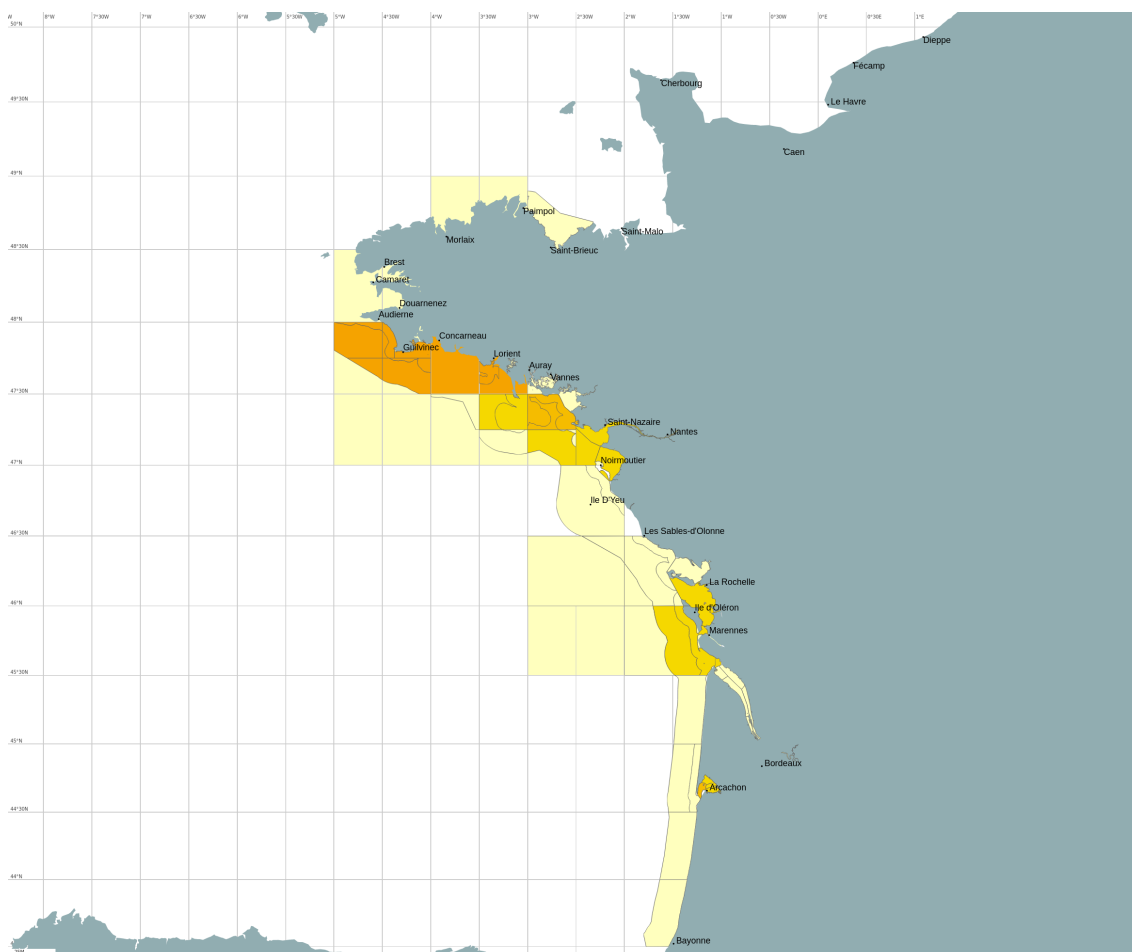 W 8°W 7°30W 7°W 6°30W 6°W 5°30W 5°W 4°30W 4°W 3°30W 3°W 2°30W 2°W 1°30W 1°W 0°30W 0°E 0°30E 1°E
50°N
Dieppe
Fécamp
Cherbourg
49°30N
Le Havre
Caen
49°N
Paimpol
Saint-Malo
Morlaix
48°30N
Saint-Brieuc
Brest
Camaret
Douarnenez
Audierne
48°N
Concarneau
Guilvinec
Lorient
Auray
Vannes
47°30N
Saint-Nazaire
Nantes
Noirmoutier
47°N
Ile D'Yeu
Les Sables-d'Olonne
46°30N
La Rochelle
46°N
Ile d'Oléron
Marennes
45°30N
45°N
Bordeaux
Arcachon
44°30N
44°N
Bayonne